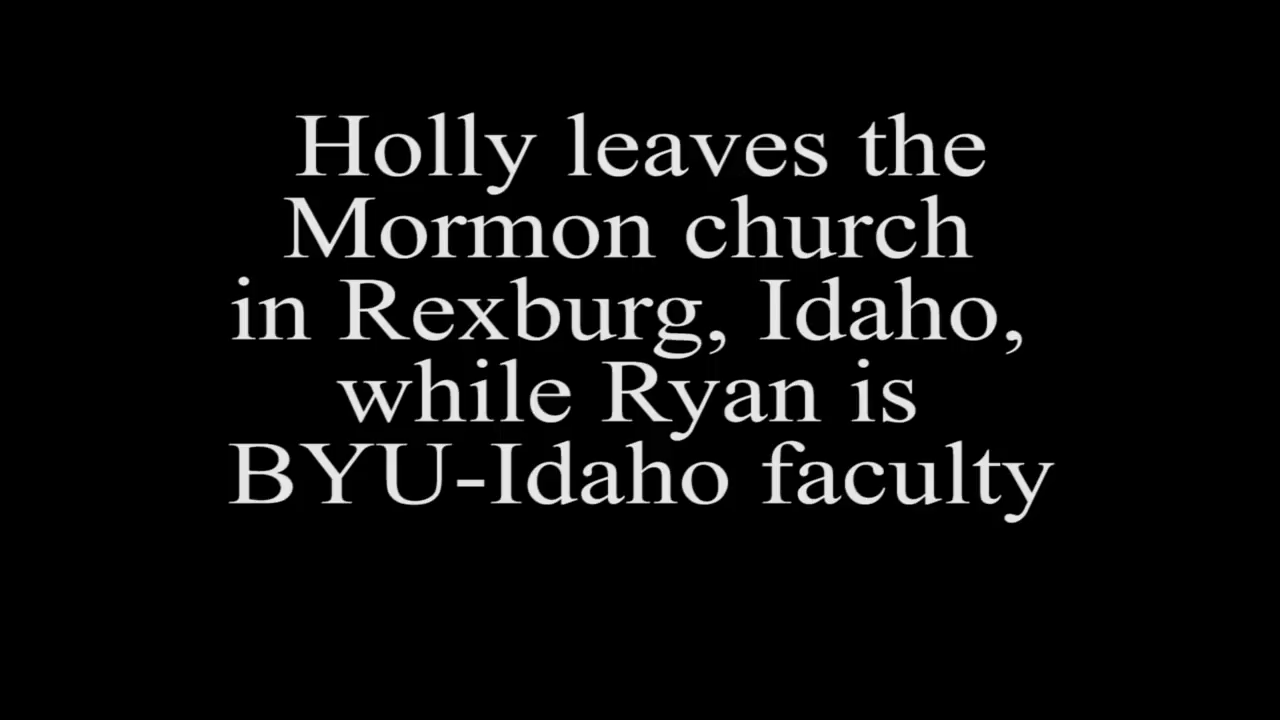 Holly leaves the
Mormon church
in Rexburg, Idaho,
while Ryan is
BYU-Idaho faculty